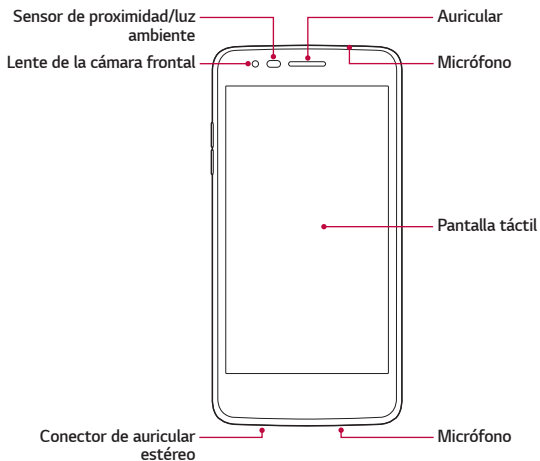 Sensor de proximidad/luz
ambiente
Auricular
Lente de la cámara frontal
Micrófono
Pantalla táctil
Conector de auricular
estéreo
Micrófono